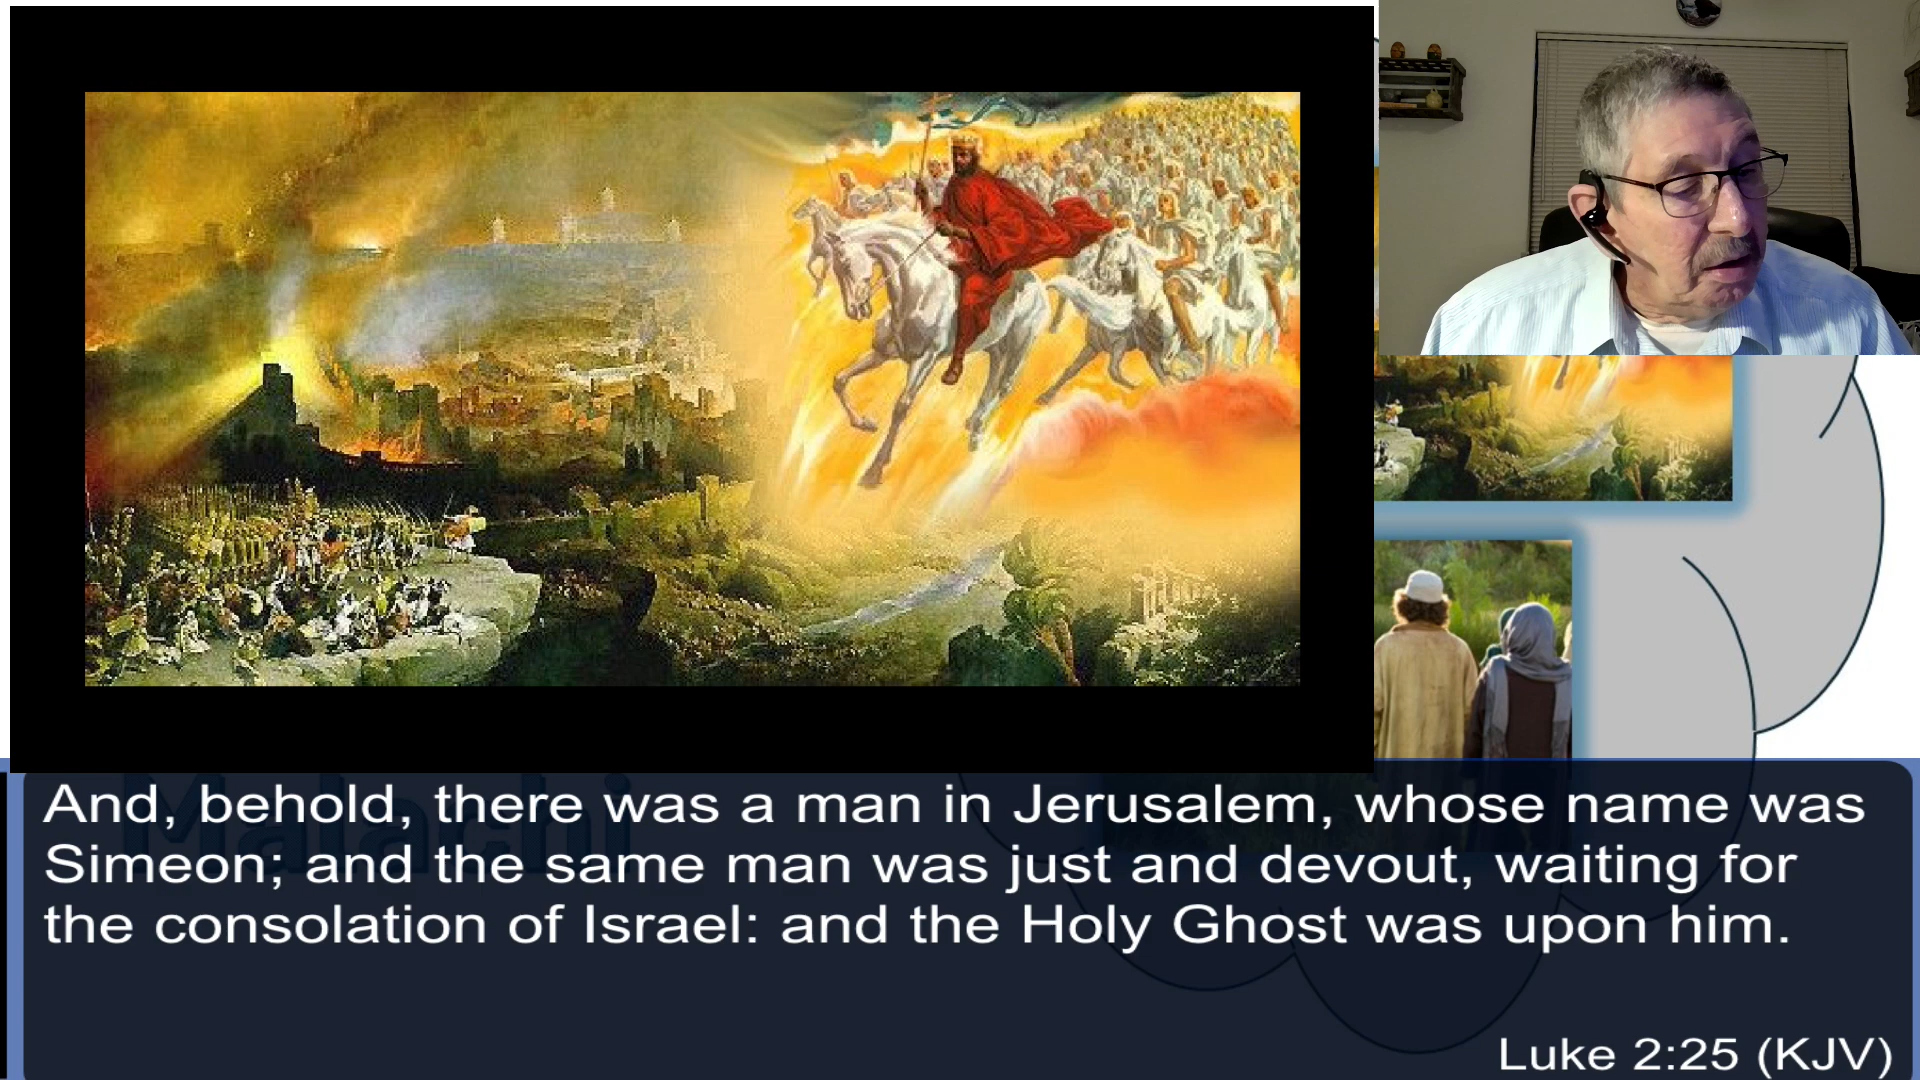 And, behold, there was a man in Jerusalem, whose name was
Simeon; and the same man was just and devout, waiting for
the consolation of Israel: and the Holy Ghost was upon him.
Luke 2:25 (KJV)
Malachi